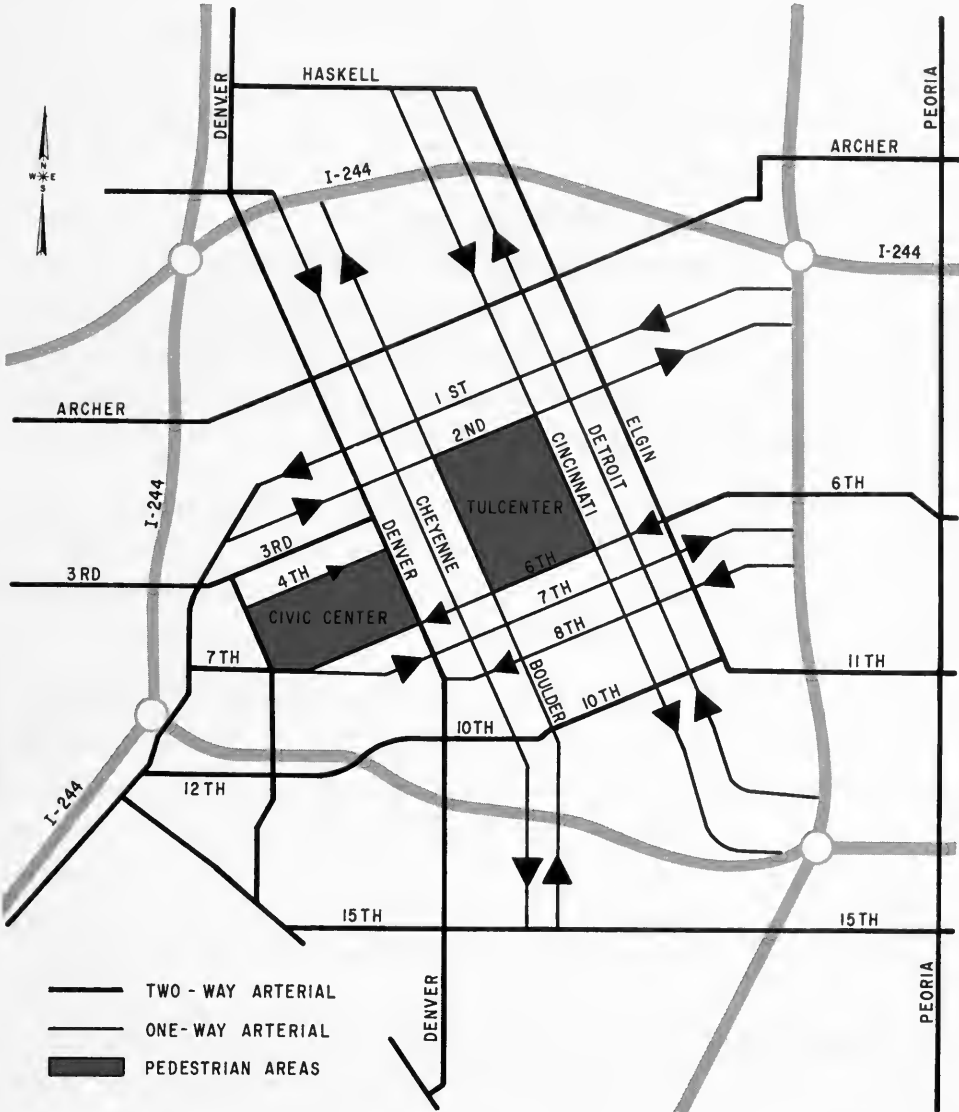 HASKELL
DENVER
PEORIA
ARCHER
N
W E
S
I-244
I-244
1 ST
ARCHER
2ND
ELGIN
DETROIT
CINCINNATI
6TH
TULCENTER
CHEYENNE
DENVER
I-244
3RD
3RD
4TH
6TH
7TH
CIVIC CENTER
8TH
7TH
BOULDER
10TH
11TH
10TH
12TH
I-244
15TH
15TH
DENVER
PEORIA
TWO-WAY ARTERIAL
ONE-WAY ARTERIAL
PEDESTRIAN AREAS